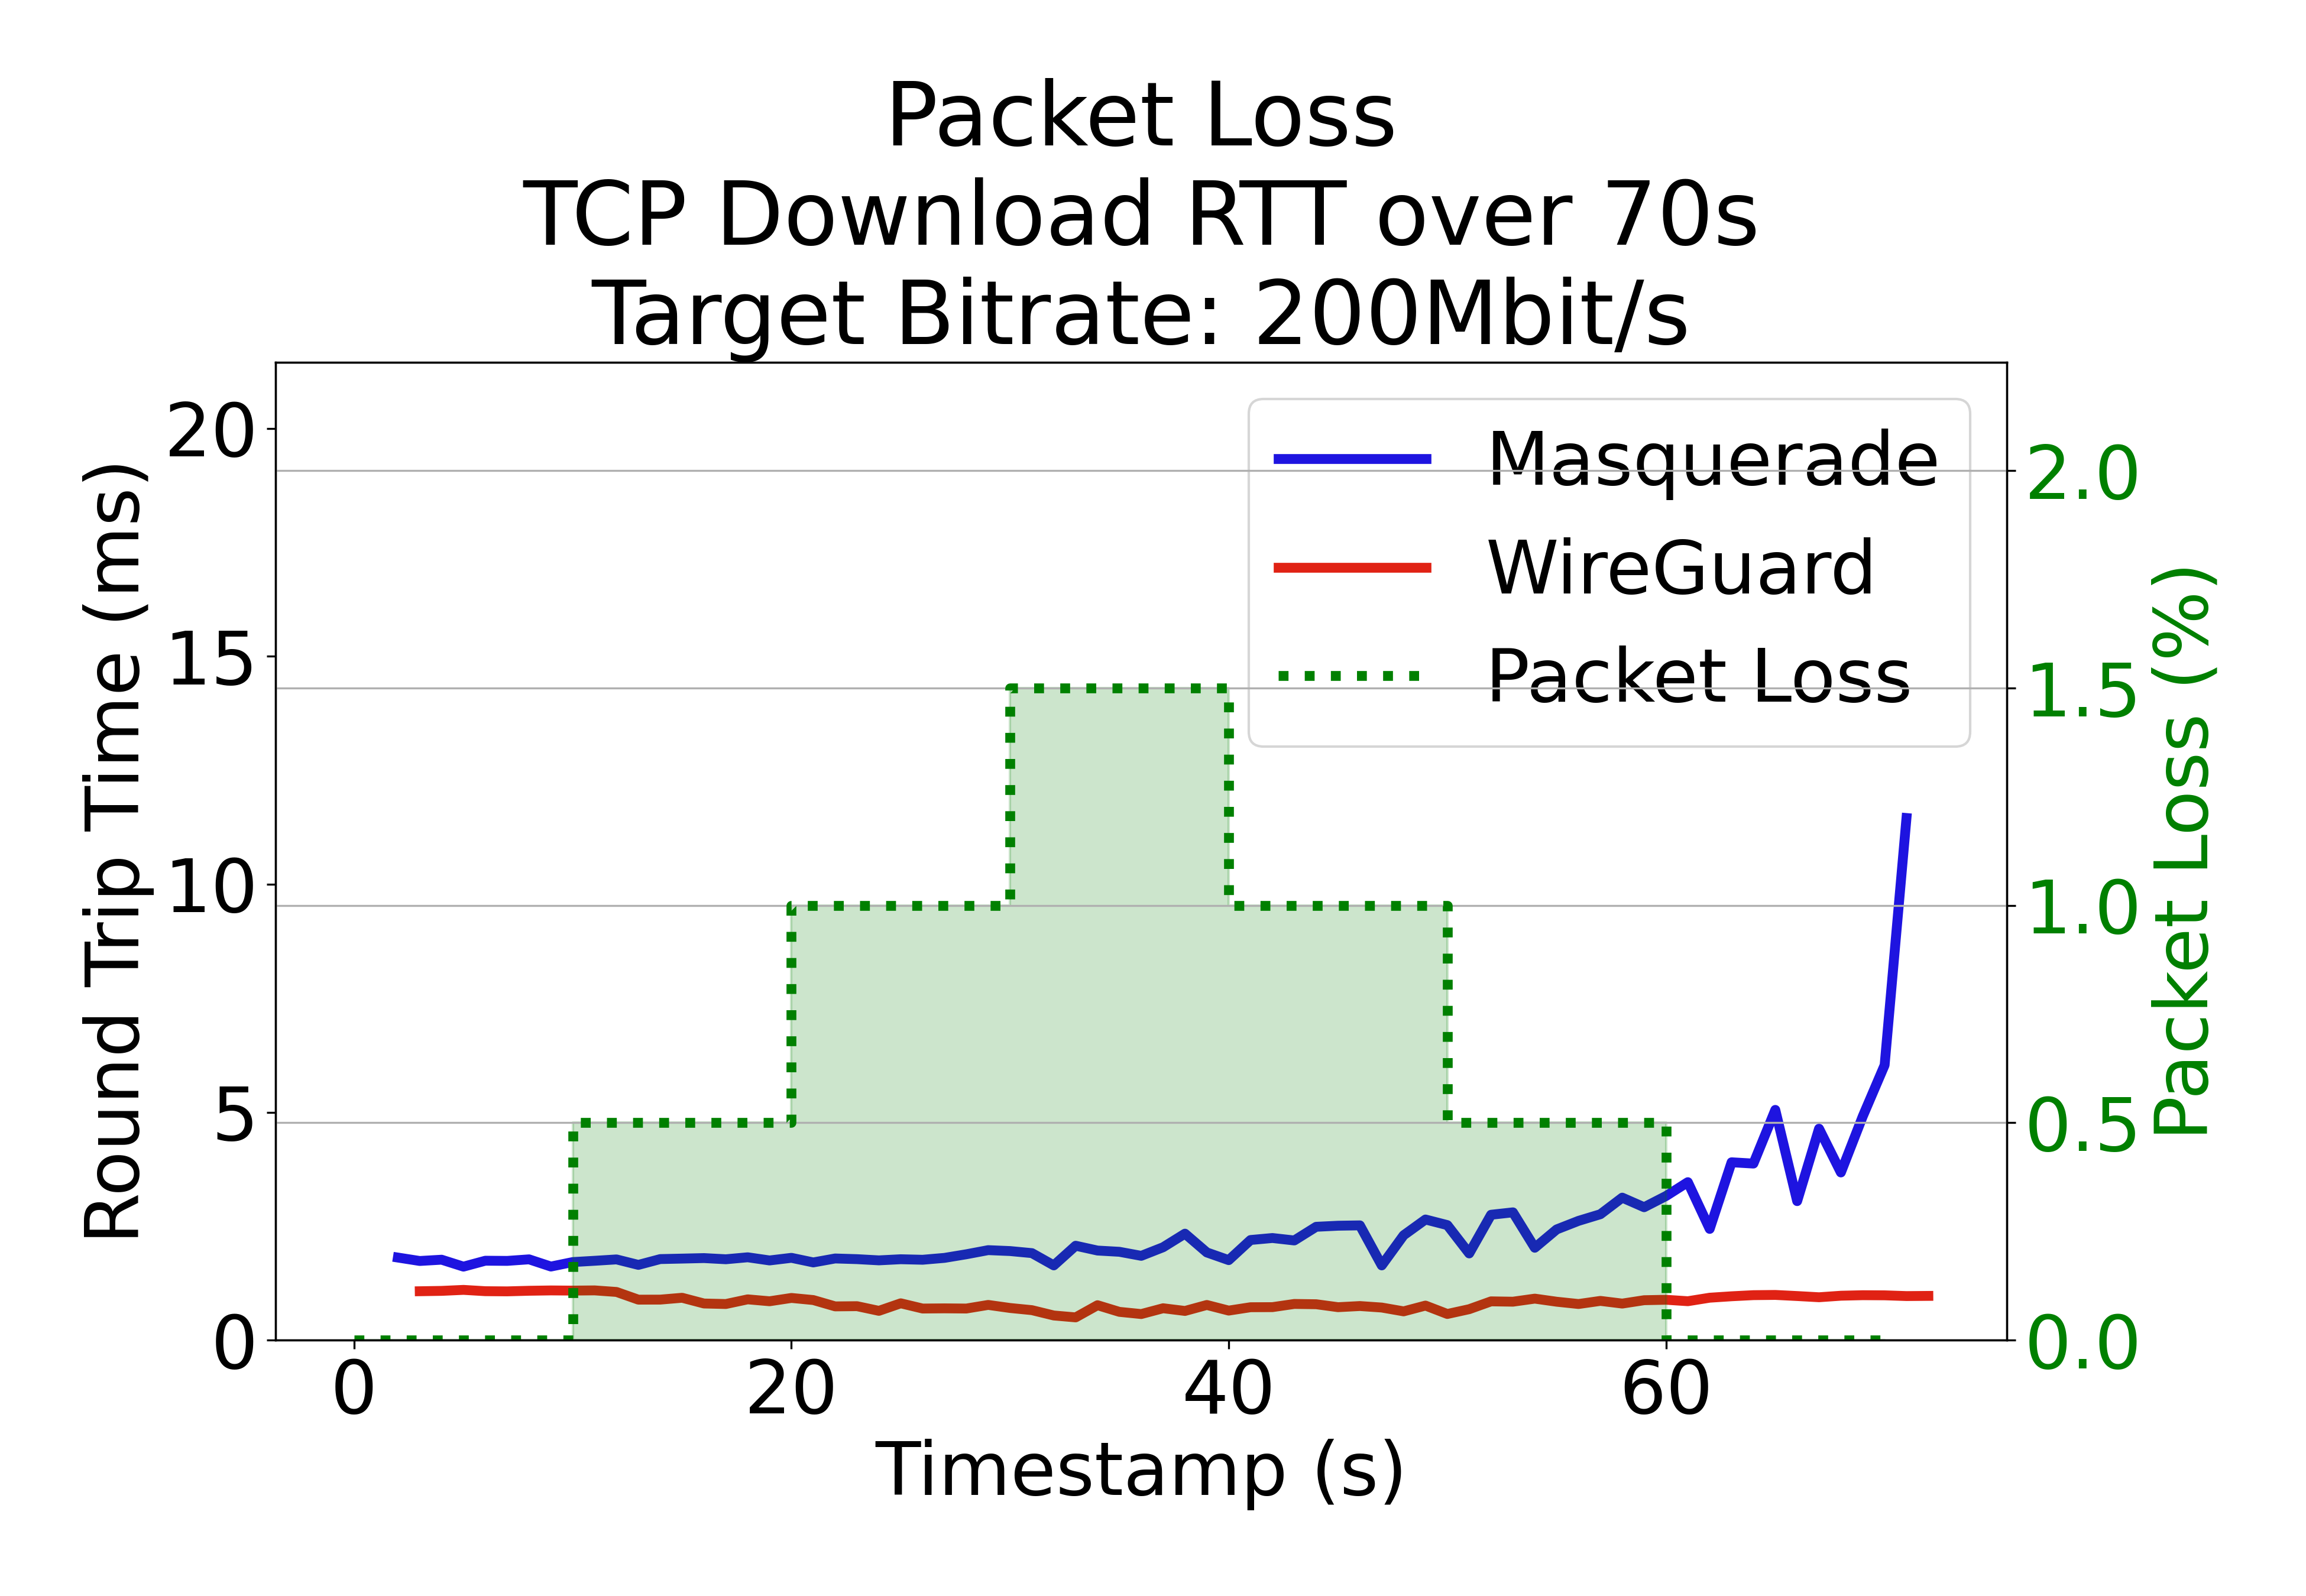 Packet Loss
TCP Download RTT over 70s
Target Bitrate: 200Mbit/s
Round Trip Time (ms)
20
15
10
5
0
Masquerade
WireGuard
Packet Loss
2.0
1.5
1.0
0.5
0.0
Packet Loss (%)
0 20 40 60
Timestamp (s)